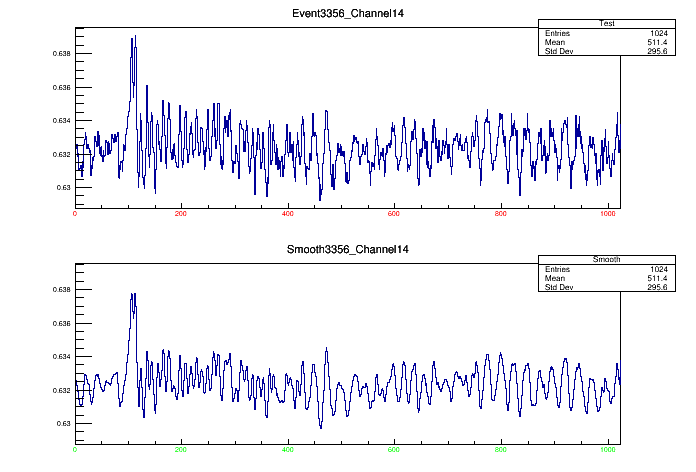 Event3356_Channel14
Test
Entries 1024
Mean 511.4
Std Dev 295.6
0.638
0.636
0.634
0.632
0.63
0 200 400 600 800 1000
Smooth3356_Channel14
Smooth
Entries 1024
Mean 511.4
Std Dev 295.6
0.638
0.636
0.634
0.632
0.63
0 200 400 600 800 1000